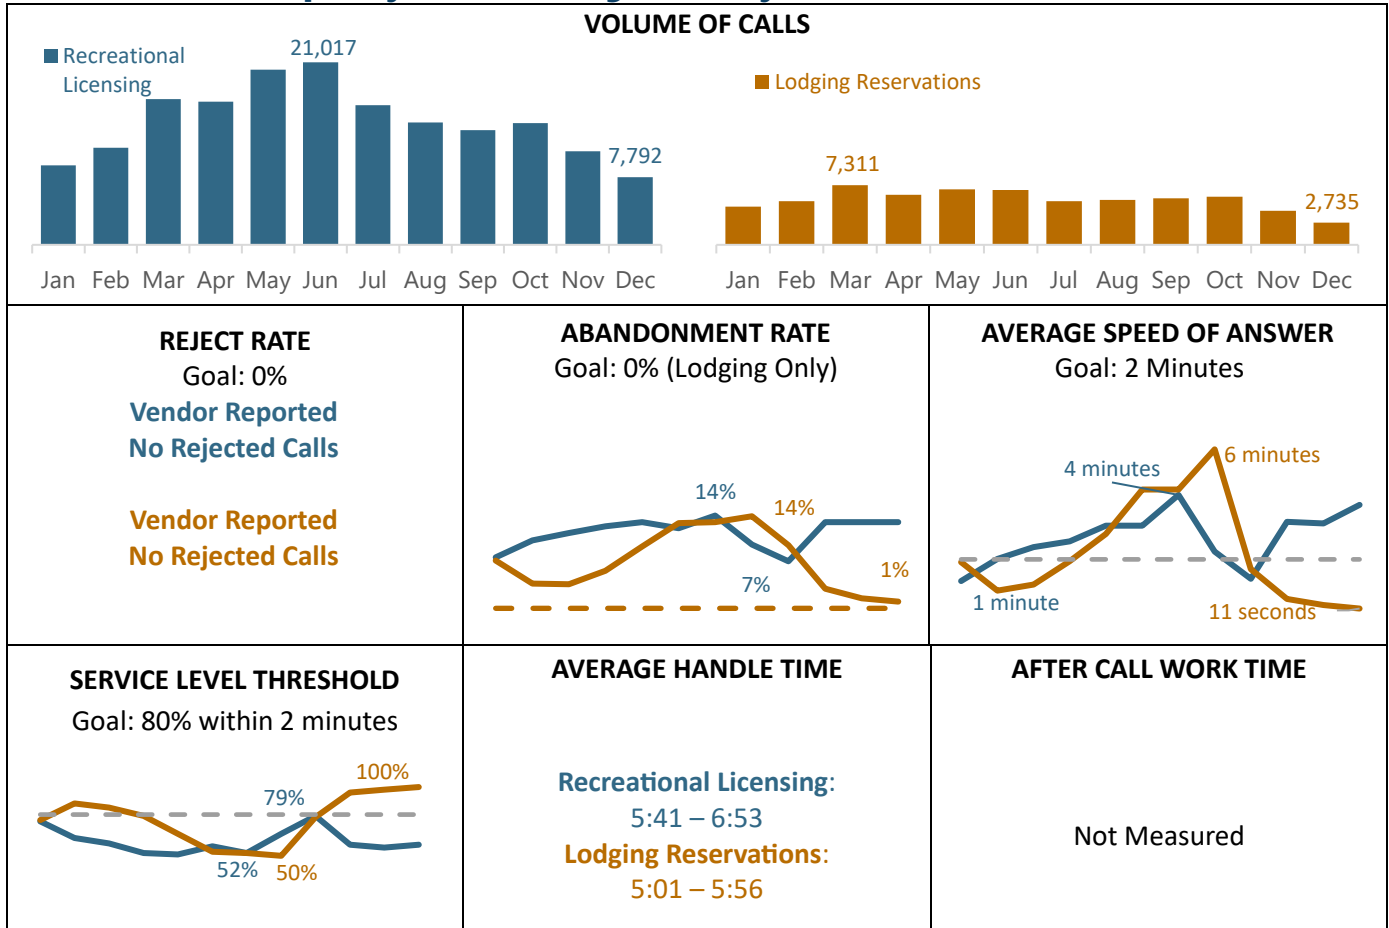 VOLUME OF CALLS
Recreational
Licensing
21,017
7,792
Jan Feb Mar Apr May Jun Jul Aug Sep Oct Nov Dec
Lodging Reservations
7,311
2,735
Jan Feb Mar Apr May Jun Jul Aug Sep Oct Nov Dec
REJECT RATE
Goal: 0%
Vendor Reported
No Rejected Calls
Vendor Reported
No Rejected Calls
ABANDONMENT RATE
Goal: 0% (Lodging Only)
14%
14%
7%
1%
AVERAGE SPEED OF ANSWER
Goal: 2 Minutes
4 minutes
6 minutes
1 minute
11 seconds
SERVICE LEVEL THRESHOLD
Goal: 80% within 2 minutes
100%
79%
52%
50%
AVERAGE HANDLE TIME
Recreational Licensing:
5:41 – 6:53
Lodging Reservations:
5:01 – 5:56
AFTER CALL WORK TIME
Not Measured